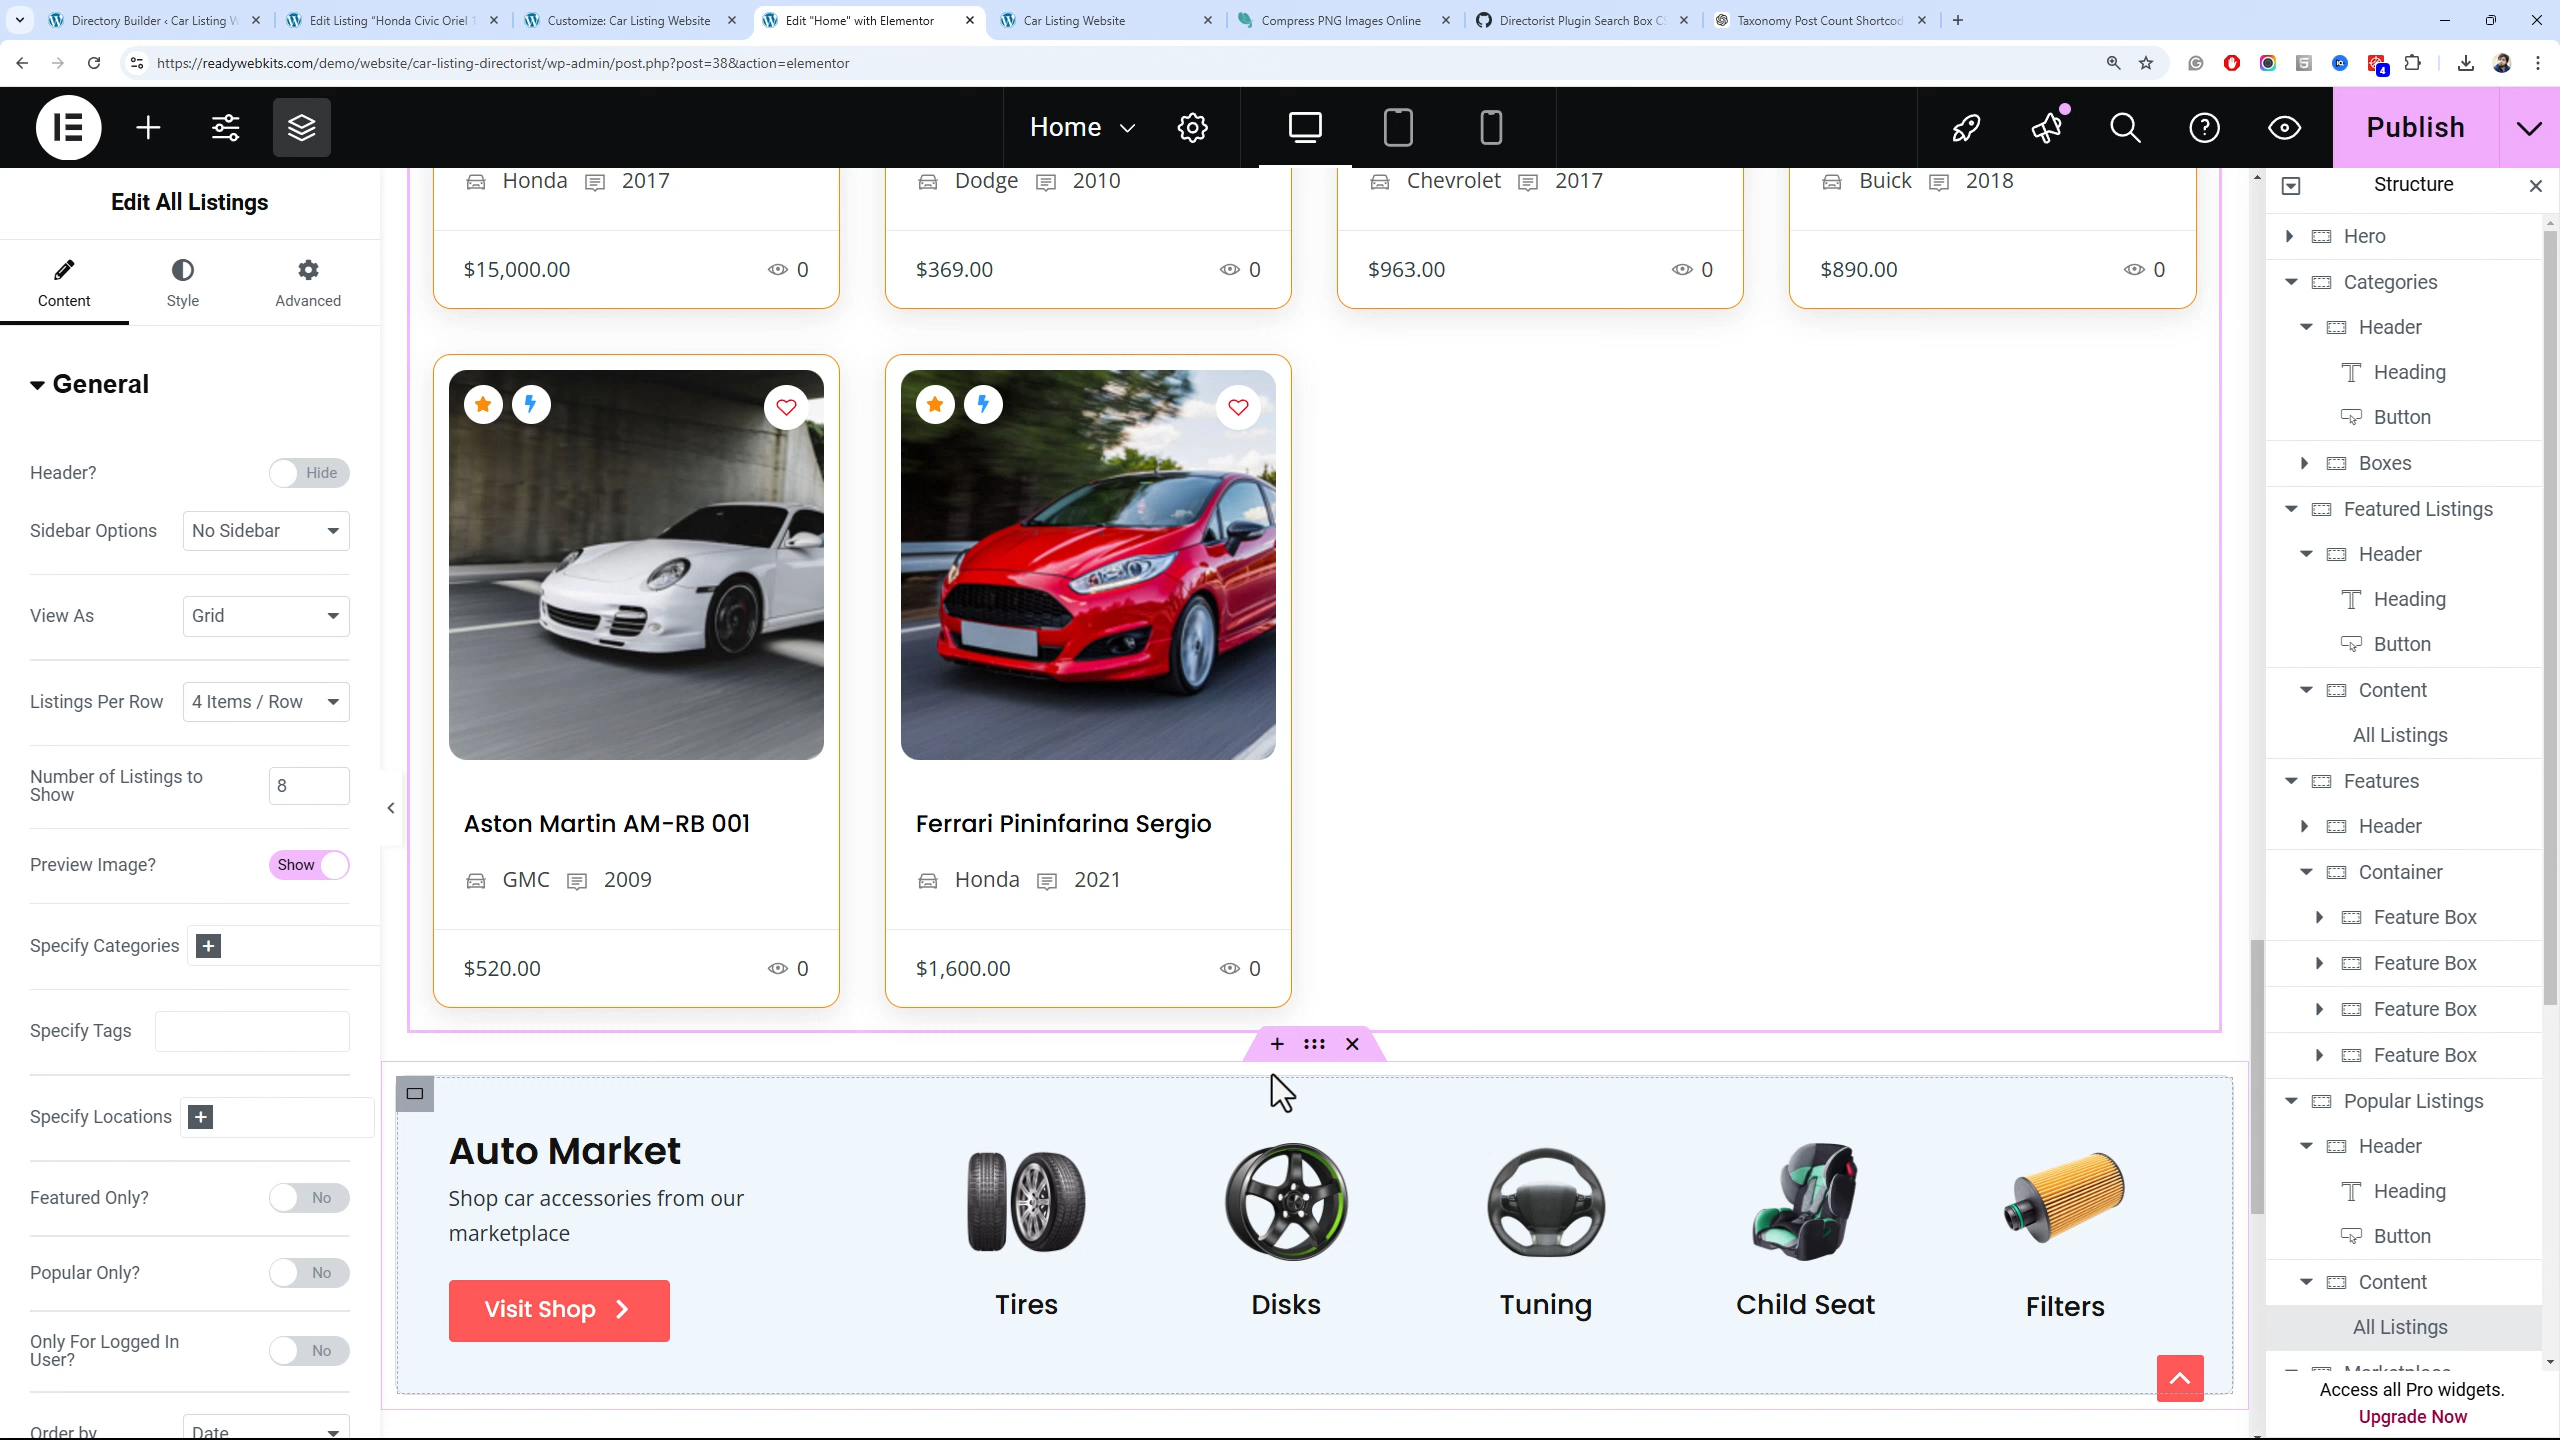 Directory Builder ‹ Car Listing W
Edit Listing "Honda Civic Oriel 1
Customize: Car Listing Website
Edit "Home" with Elementor
Car Listing Website
Compress PNG Images Online
Directorist Plugin Search Box CS
Taxonomy Post Count Shortcod
https://readywebkits.com/demo/website/car-listing-directorist/wp-admin/post.php?post=38&action=elementor
4
Home
Publish
Edit All Listings
Content
Style
Advanced
General
Header?
Hide
Sidebar Options
No Sidebar
View As
Grid
Listings Per Row
4 Items / Row
Number of Listings to
Show
8
Preview Image?
Show
Specify Categories
Specify Tags
Specify Locations
Featured Only?
No
Popular Only?
No
Only For Logged In
User?
No
Order by
Date
Honda 2017
Dodge 2010
Chevrolet 2017
Buick 2018
$15,000.00 0
$369.00 0
$963.00 0
$890.00 0
Aston Martin AM-RB 001
GMC 2009
$520.00 0
Ferrari Pininfarina Sergio
Honda 2021
$1,600.00 0
Auto Market
Shop car accessories from our
marketplace
Visit Shop
Tires
Disks
Tuning
Child Seat
Filters
Structure
Hero
Categories
Header
Heading
Button
Boxes
Featured Listings
Header
Heading
Button
Content
All Listings
Features
Header
Container
Feature Box
Feature Box
Feature Box
Feature Box
Popular Listings
Header
Heading
Button
Content
All Listings
Marketplace
Access all Pro widgets.
Upgrade Now